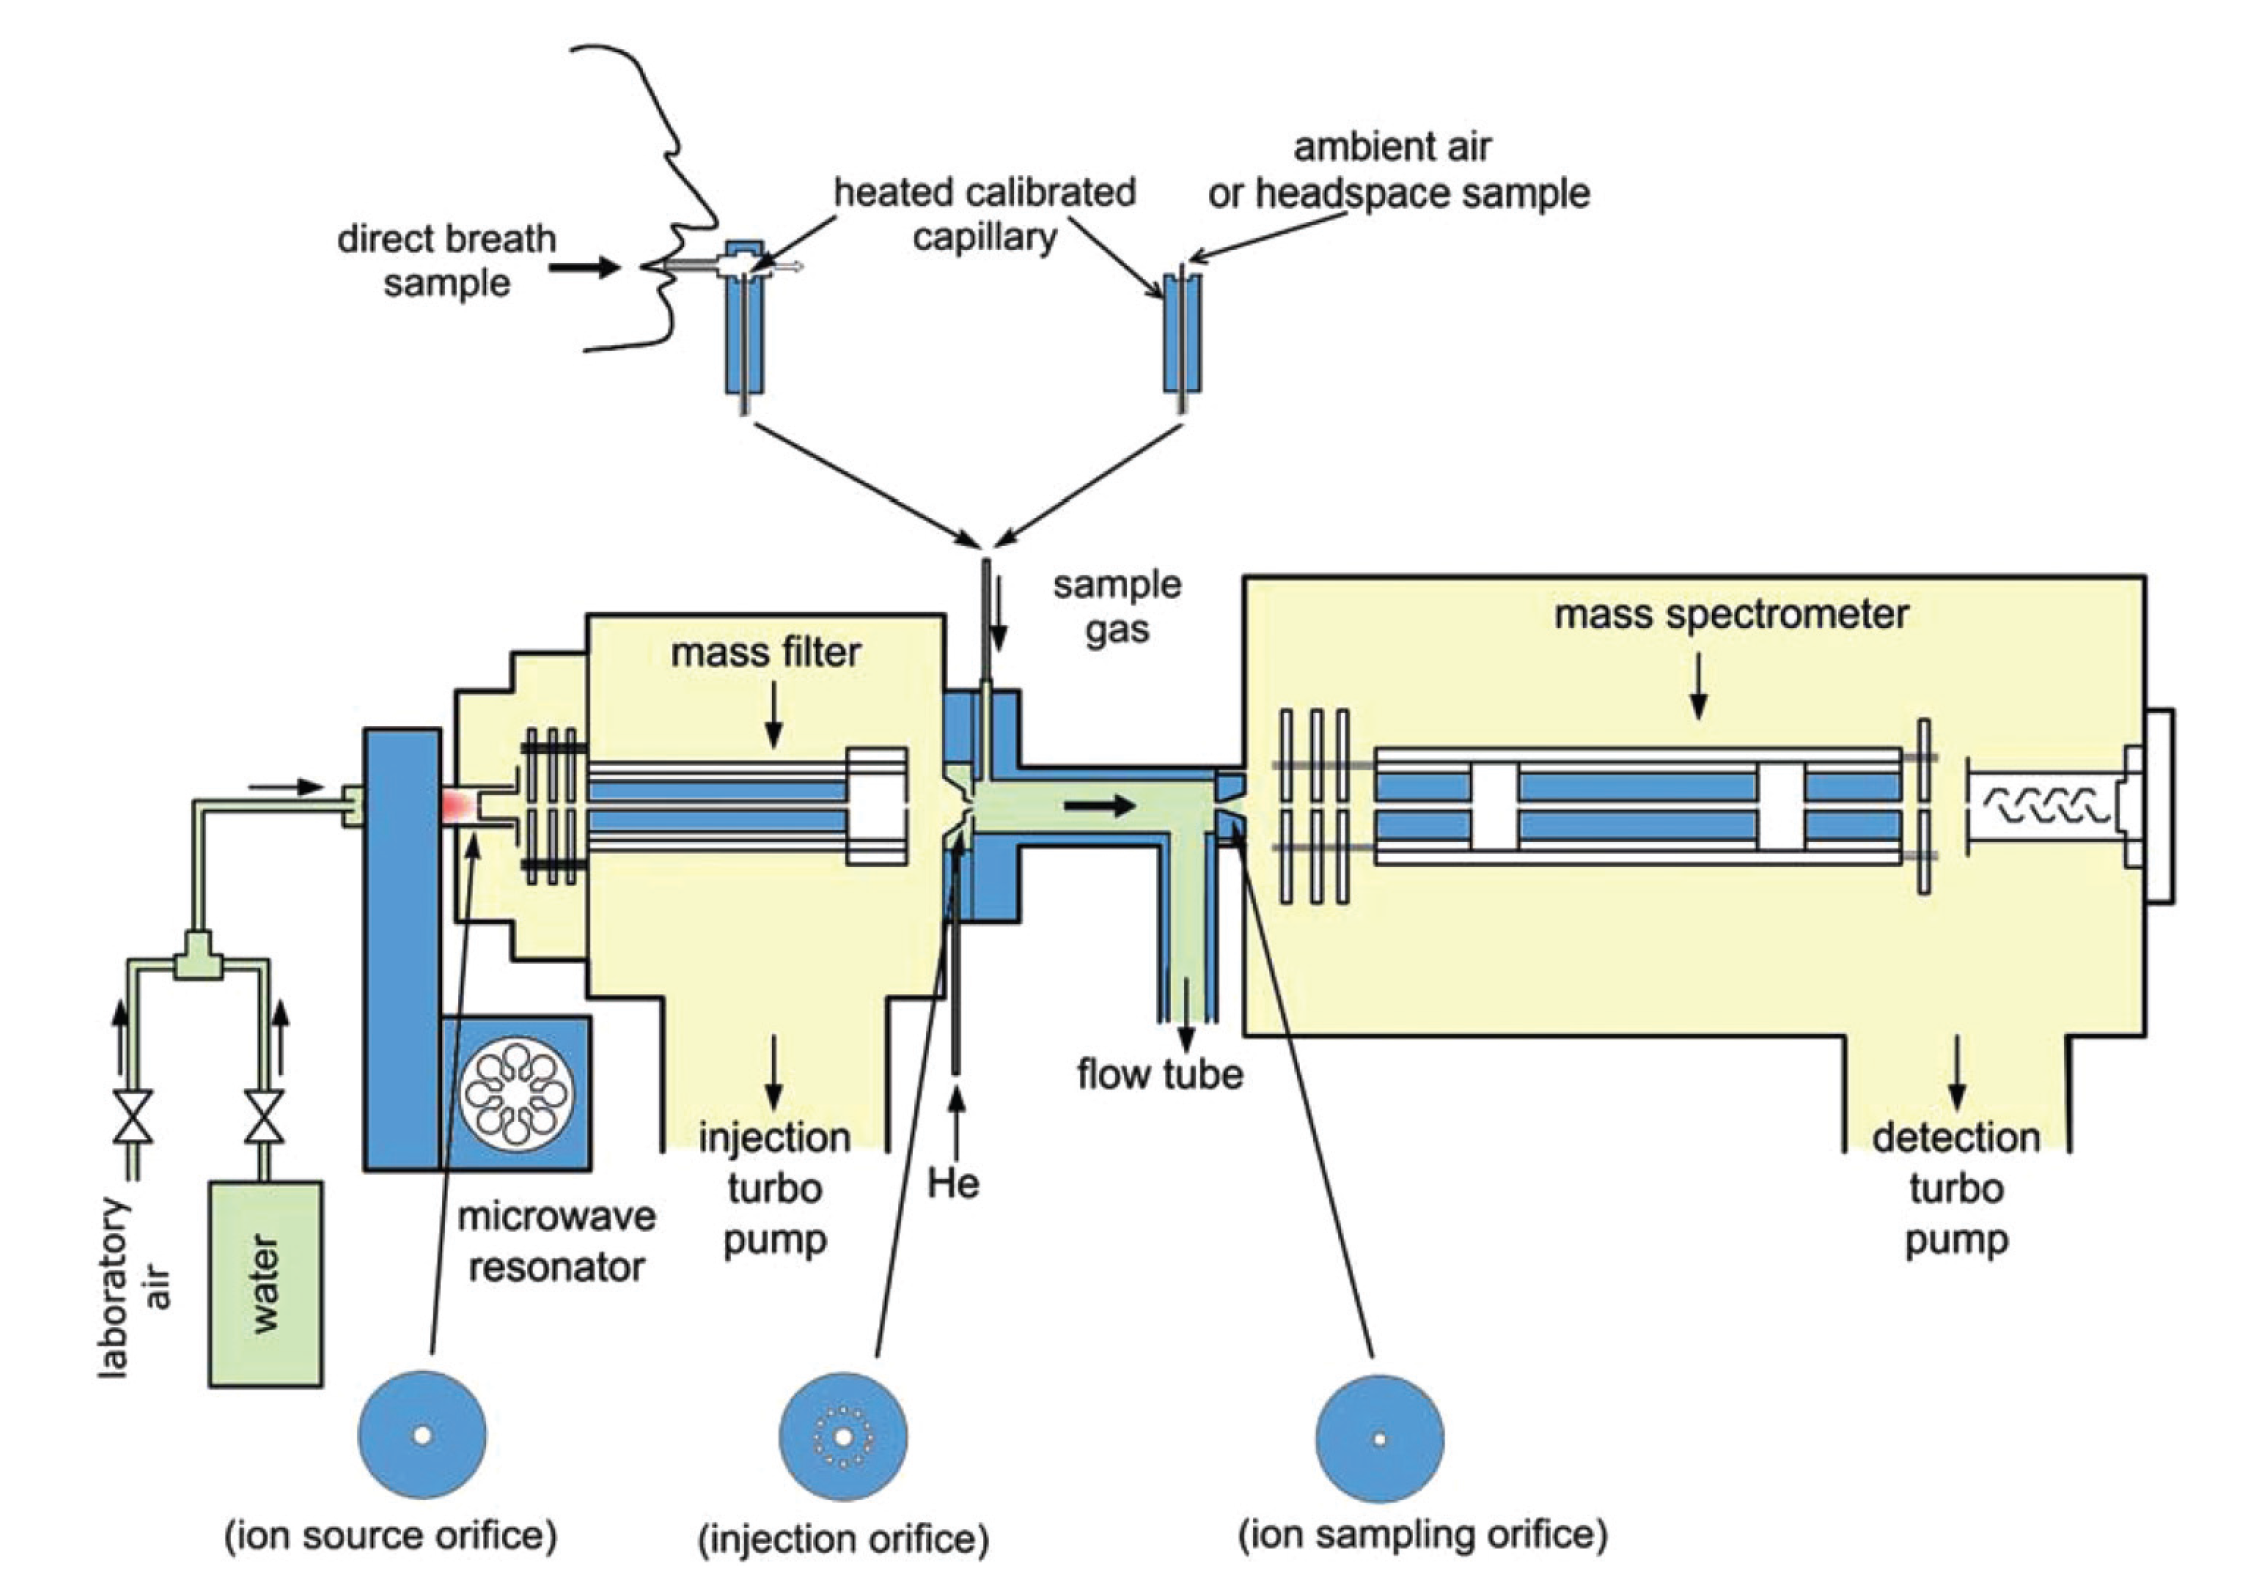 ambient air
or headspace sample
heated calibrated
capillary
direct breath
sample
sample
gas
mass filter
mass spectrometer
flow tube
injection
turbo
pump
He
detection
turbo
pump
microwave
resonator
laboratory
air
water
(ion source orifice)
(injection orifice)
(ion sampling orifice)